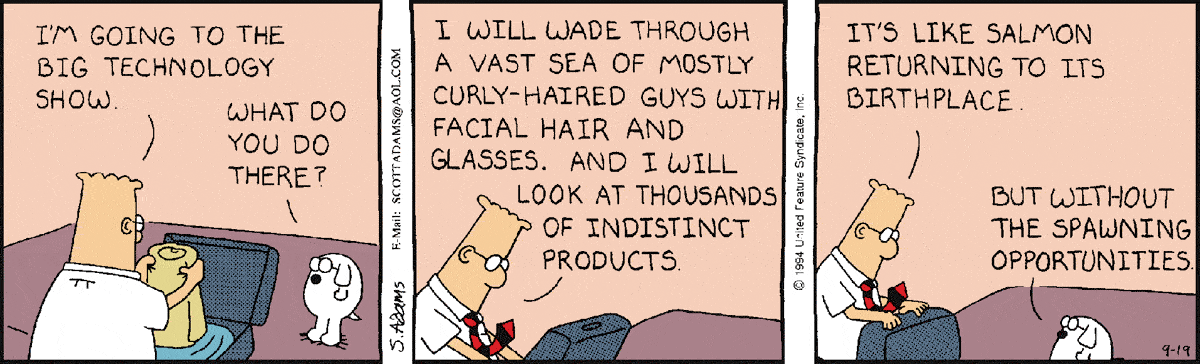 I'M GOING TO THE
BIG TECHNOLOGY
SHOW.
WHAT DO
YOU DO
THERE?
S. Adams
E-Mail: SCOTTADAMS@AOL.COM
I WILL WADE THROUGH
A VAST SEA OF MOSTLY
CURLY-HAIRED GUYS WITH
FACIAL HAIR AND
GLASSES. AND I WILL
LOOK AT THOUSANDS
OF INDISTINCT
PRODUCTS.
© 1994 United Feature Syndicate, Inc.
IT'S LIKE SALMON
RETURNING TO ITS
BIRTHPLACE.
BUT WITHOUT
THE SPAWNING
OPPORTUNITIES.
9-19